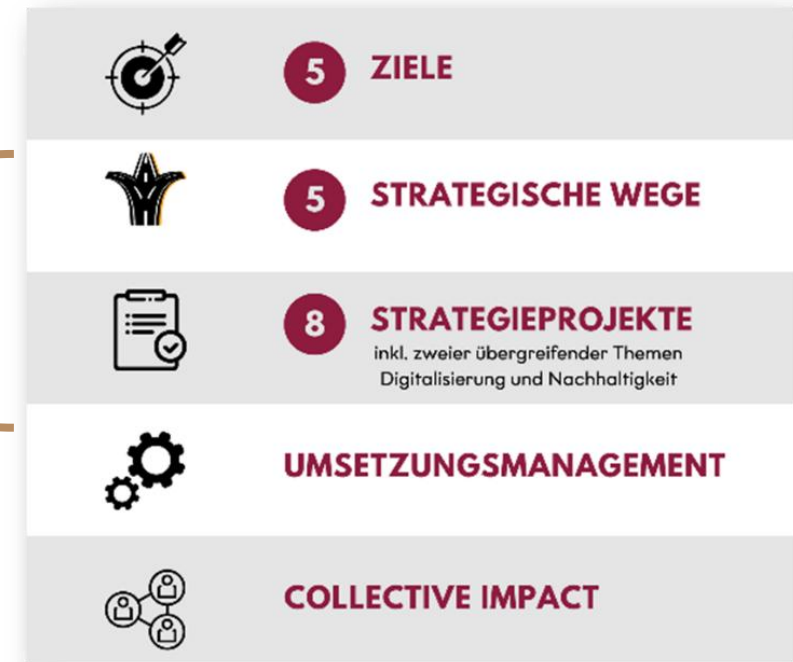 5 ZIELE
5 STRATEGISCHE WEGE
8 STRATEGIEPROJEKTE
inkl. zweier übergreifender Themen
Digitalisierung und Nachhaltigkeit
UMSETZUNGSMANAGEMENT
COLLECTIVE IMPACT